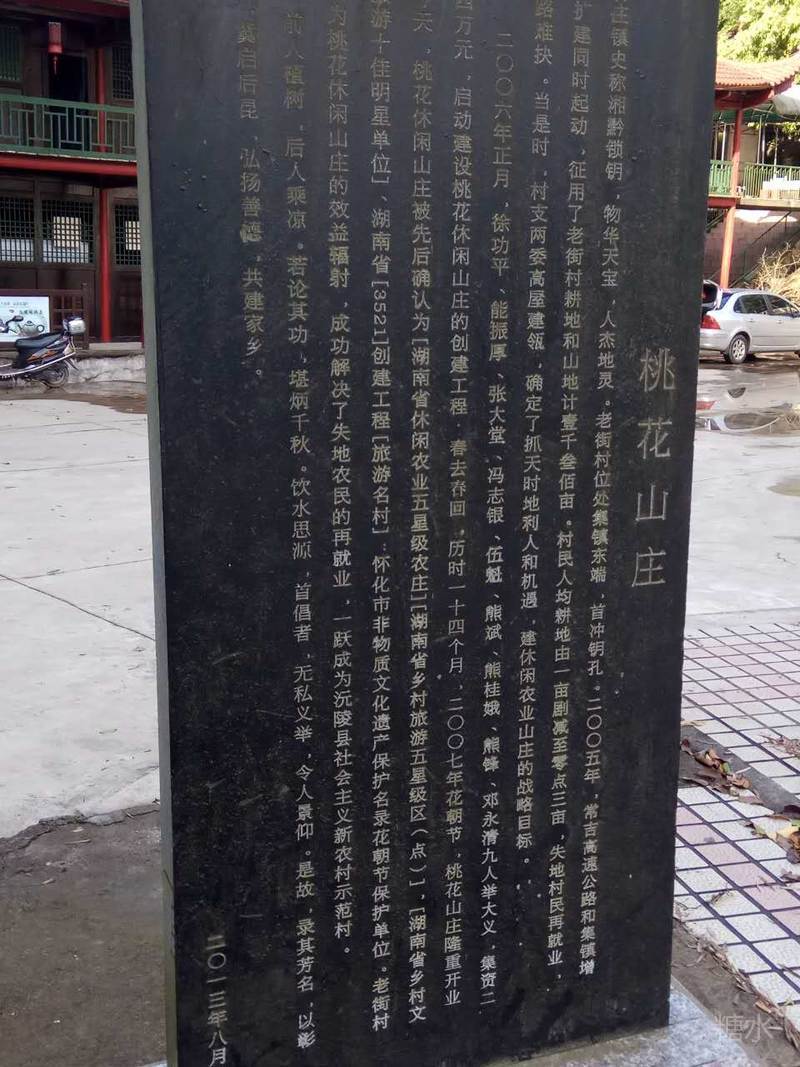 桃花山庄
庄镇史称湘黔锁钥，物华天宝，人杰地灵。老街村位处集镇东端，首冲钥孔。二〇〇五年，常吉高速公路和集镇增
扩建同时起动，征用了老街村耕地和山地计壹千叁佰亩。村民人均耕地由一亩剧减至零点三亩，失地村民再就业，
路难抉。当是时，村支两委高屋建瓴，确定了抓天时地利人和机遇，建休闲农业山庄的战略目标。
二〇〇六年正月，徐功平、能振厚、张大堂、冯志银、伍魁、熊斌、熊桂娥、熊锋、邓永清九人举大义，集资二
四万元，启动建设桃花休闲山庄的创建工程。春去春回，历时一十四个月，二〇〇七年花朝节，桃花山庄隆重开业
天，桃花休闲山庄被先后确认为[湖南省休闲农业五星级农庄][湖南省乡村旅游五星级区（点）]，[湖南省乡村文
游十佳明星单位]、湖南省[3521]创建工程[旅游名村]；怀化市非物质文化遗产保护名录花朝节保护单位。老街村
为桃花休闲山庄的效益辐射，成功解决了失地农民的再就业，一跃成为沅陵县社会主义新农村示范村。
前人植树，后人乘凉。若论其功，堪炳千秋。饮水思源，首倡者，无私义举，令人景仰。是故，录其芳名，以彰
冀启后昆，弘扬善德，共建家乡。
二〇一三年八月
糖水